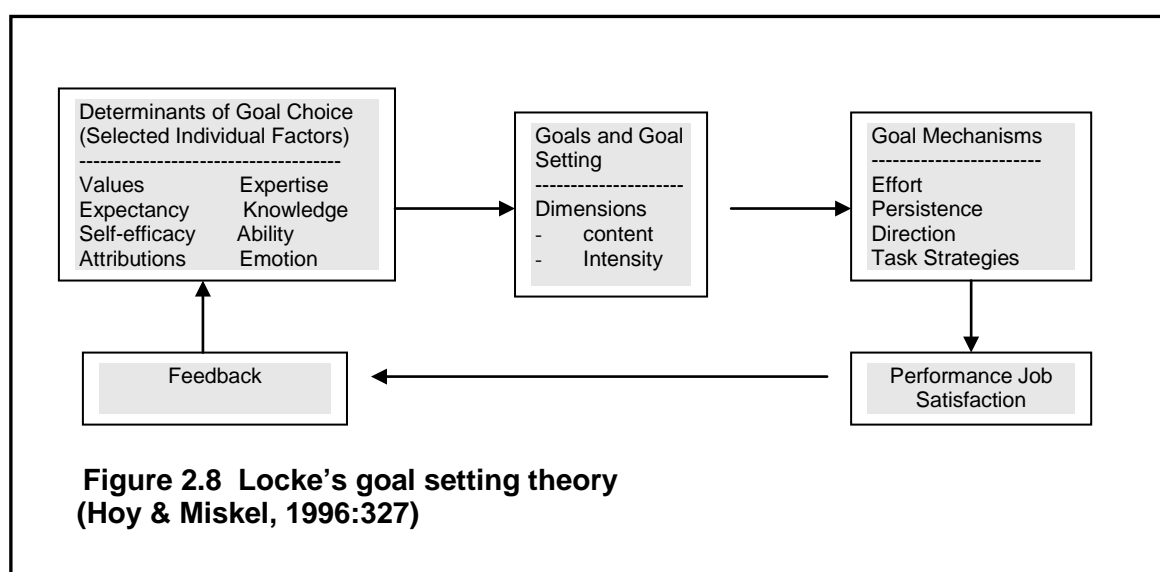 Determinants of Goal Choice
(Selected Individual Factors)
-------------------------------------
Values Expertise
Expectancy Knowledge
Self-efficacy Ability
Attributions Emotion
Goals and Goal
Setting
---------------------
Dimensions
- content
- Intensity
Goal Mechanisms
------------------------
Effort
Persistence
Direction
Task Strategies
Performance Job
Satisfaction
Feedback
Figure 2.8 Locke’s goal setting theory
(Hoy & Miskel, 1996:327)